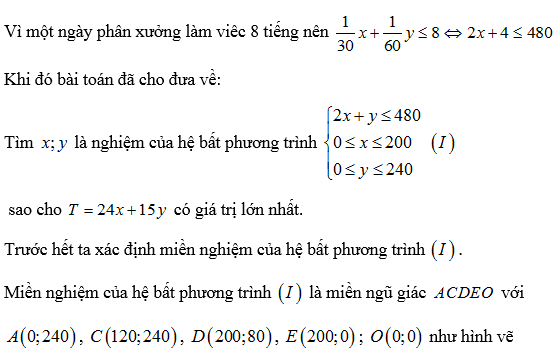 Vì một ngày phân xưởng làm viêc 8 tiếng nên $\frac{1}{30}x+\frac{1}{60}y\le 8\Leftrightarrow 2x+4\le 480$
Khi đó bài toán đã cho đưa về:
Tìm $x;y$ là nghiệm của hệ bất phương trình $\begin{cases}2x+y\le 480\\0\le x\le 200\\0\le y\le 240\end{cases}\ (I)$
sao cho $T=24x+15y$ có giá trị lớn nhất.
Trước hết ta xác định miền nghiệm của hệ bất phương trình $(I)$.
Miền nghiệm của hệ bất phương trình $(I)$ là miền ngũ giác $ACDEO$ với
$A(0;240)$, $C(120;240)$, $D(200;80)$, $E(200;0)$; $O(0;0)$ như hình vẽ